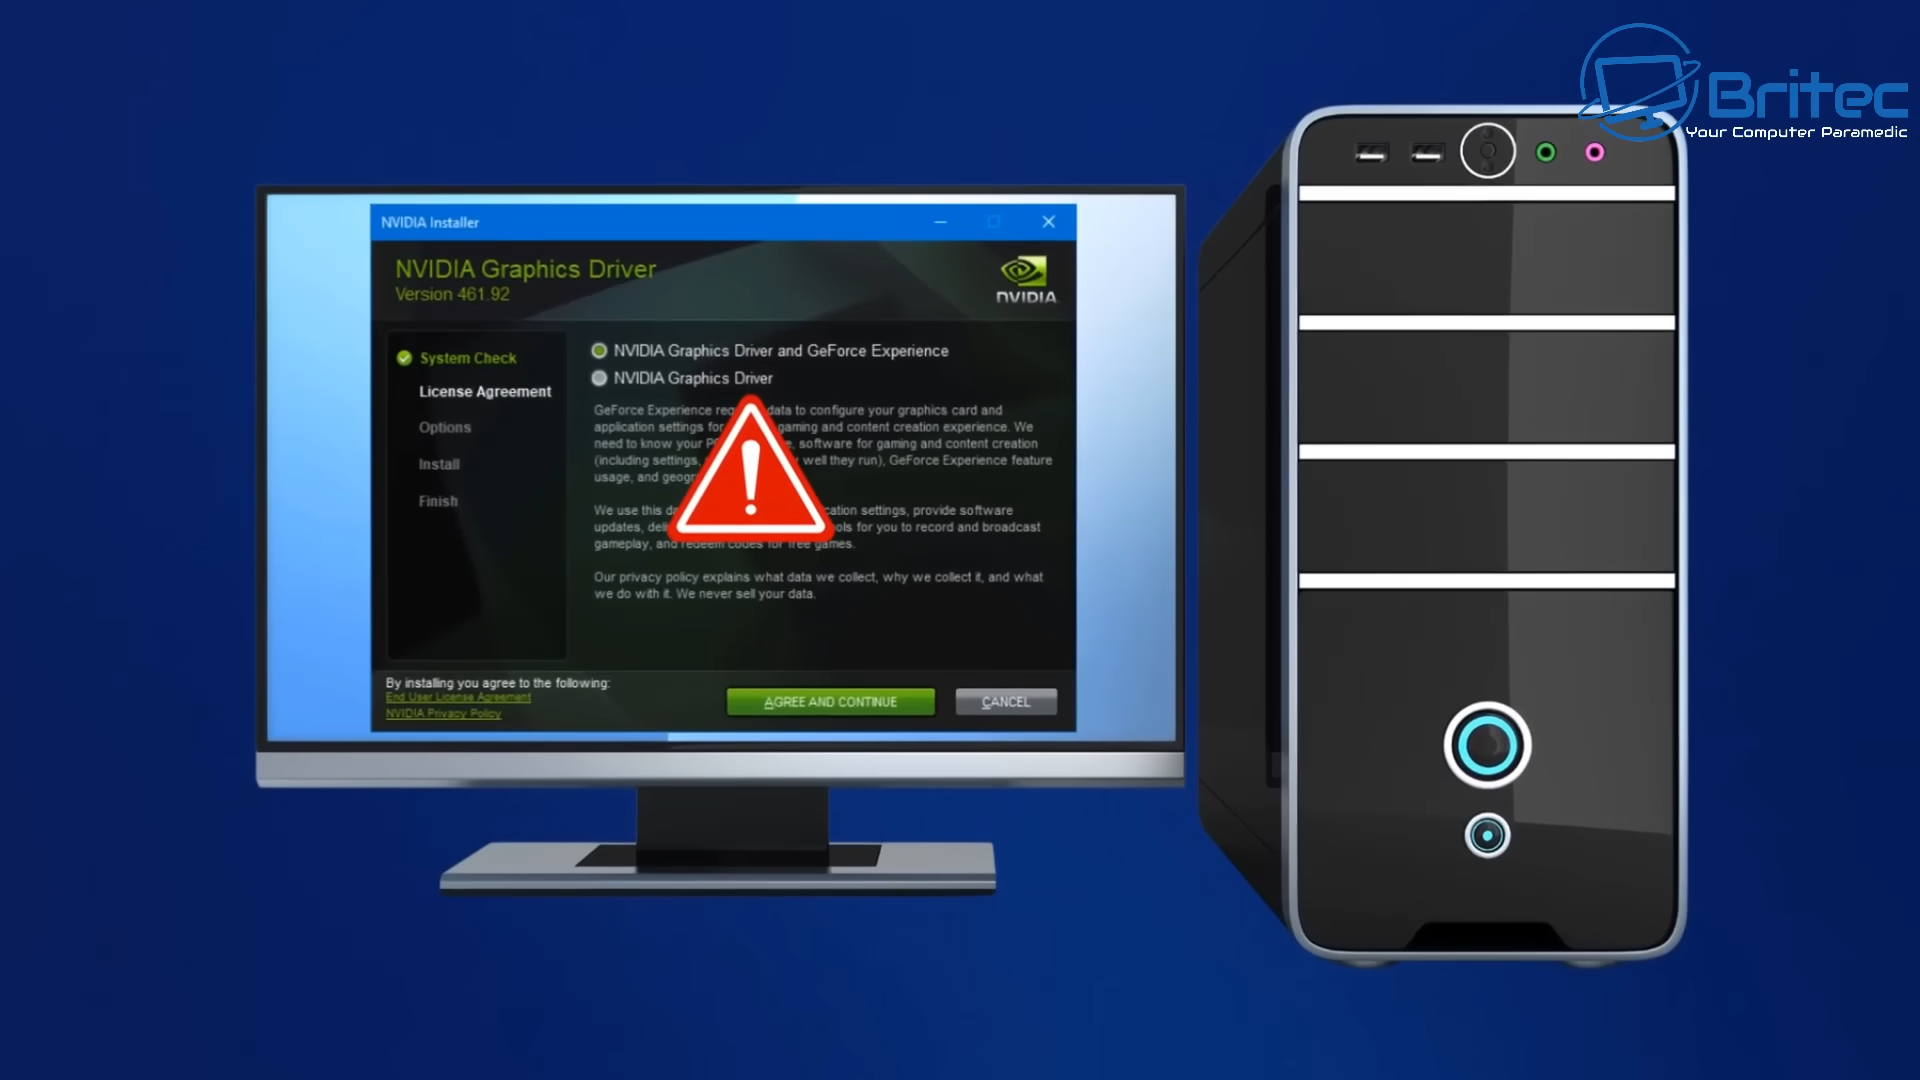 Britec
Your Computer Paramedic
NVIDIA Installer
NVIDIA Graphics Driver
Version 461.92
NVIDIA
System Check
License Agreement
Options
Install
Finish
NVIDIA Graphics Driver and GeForce Experience
NVIDIA Graphics Driver
GeForce Experience data to configure your graphics card and
application settings for gaming and content creation experience. We
need to know your software for gaming and content creation
(including settings, well they run), GeForce Experience feature
usage, and
We use this settings, provide software
updates, for you to record and broadcast
gameplay, and redeem codes for free games.
Our privacy policy explains what data we collect, why we collect it, and what
we do with it. We never sell your data.
By installing you agree to the following:
End User License Agreement
NVIDIA Privacy Policy
AGREE AND CONTINUE
CANCEL